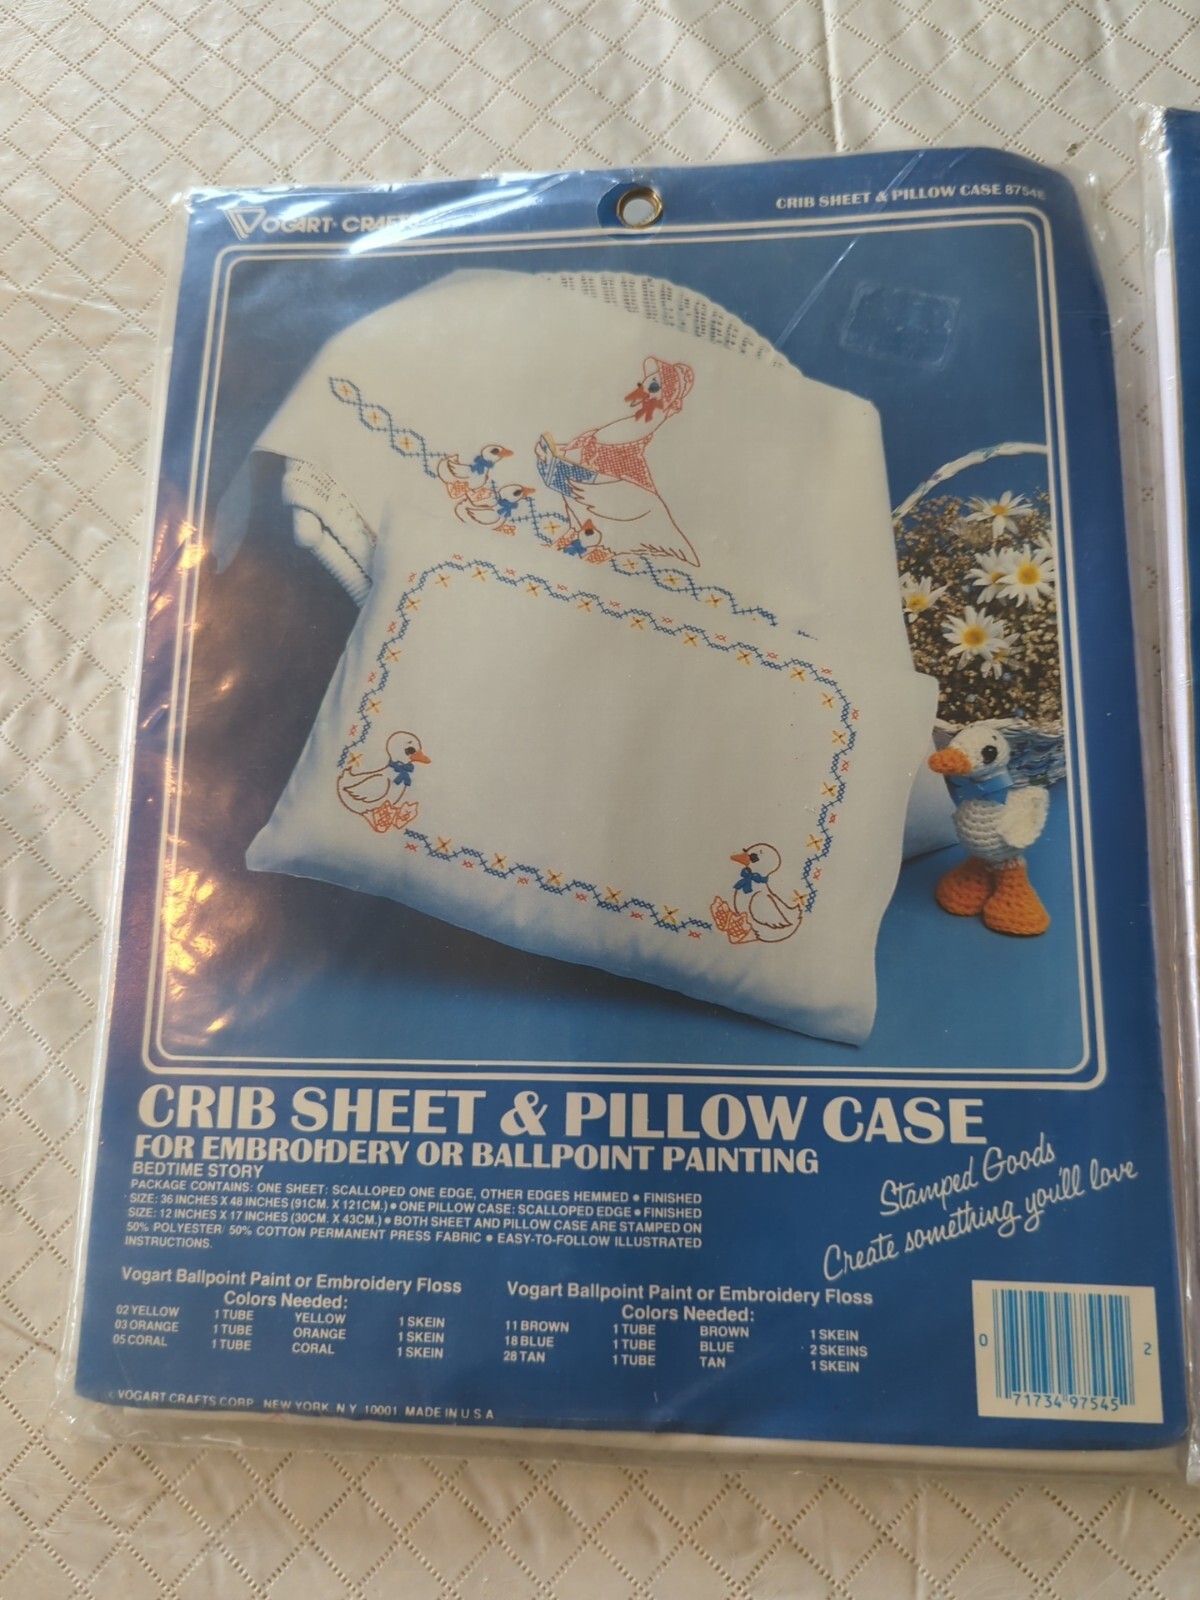 VOGART CRAFTS
CRIB SHEET & PILLOW CASE 8754E
CRIB SHEET & PILLOW CASE
FOR EMBROIDERY OR BALLPOINT PAINTING
BEDTIME STORY
PACKAGE CONTAINS: ONE SHEET: SCALLOPED ONE EDGE, OTHER EDGES HEMMED • FINISHED
SIZE: 36 INCHES X 48 INCHES (91CM. X 121CM.) • ONE PILLOW CASE: SCALLOPED EDGE • FINISHED
SIZE: 12 INCHES X 17 INCHES (30CM. X 43CM.) • BOTH SHEET AND PILLOW CASE ARE STAMPED ON
50% POLYESTER 50% COTTON PERMANENT PRESS FABRIC • EASY-TO-FOLLOW ILLUSTRATED
INSTRUCTIONS.
Stamped Goods
Create something you'll love
Vogart Ballpoint Paint or Embroidery Floss
Colors Needed:
02 YELLOW 1 TUBE YELLOW 1 SKEIN
03 ORANGE 1 TUBE ORANGE 1 SKEIN
05 CORAL 1 TUBE CORAL 1 SKEIN
Vogart Ballpoint Paint or Embroidery Floss
Colors Needed:
11 BROWN 1 TUBE BROWN 1 SKEIN
18 BLUE 1 TUBE BLUE 2 SKEINS
28 TAN 1 TUBE TAN 1 SKEIN
0 71734 97545 2
VOGART CRAFTS CORP. NEW YORK, N.Y. 10001 MADE IN U S A